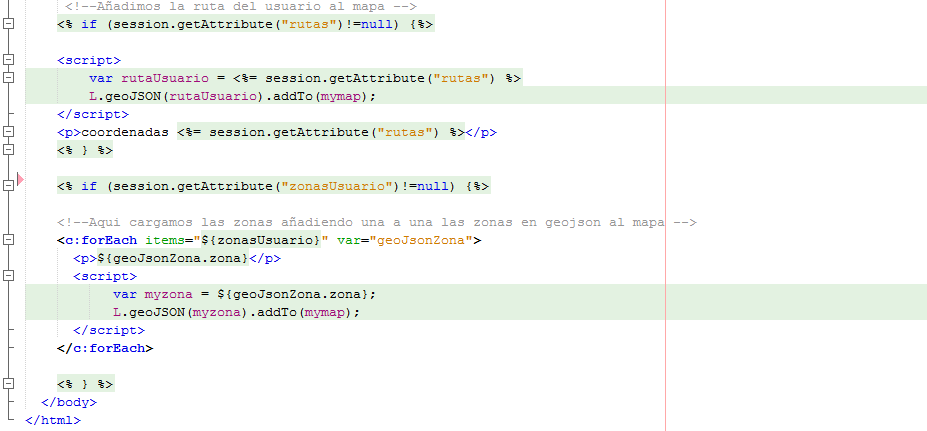 <!--Añadimos la ruta del usuario al mapa -->
<% if (session.getAttribute("rutas")!=null) {%>
<script>
var rutaUsuario = <%= session.getAttribute("rutas") %>
L.geoJSON(rutaUsuario).addTo(mymap);
</script>
<p>coordenadas <%= session.getAttribute("rutas") %></p>
<% } %>
<% if (session.getAttribute("zonasUsuario")!=null) {%>
<!--Aqui cargamos las zonas añadiendo una a una las zonas en geojson al mapa -->
<c:forEach items="${zonasUsuario}" var="geoJsonZona">
<p>${geoJsonZona.zona}</p>
<script>
var myzona = ${geoJsonZona.zona};
L.geoJSON(myzona).addTo(mymap);
</script>
</c:forEach>
<% } %>
</body>
</html>